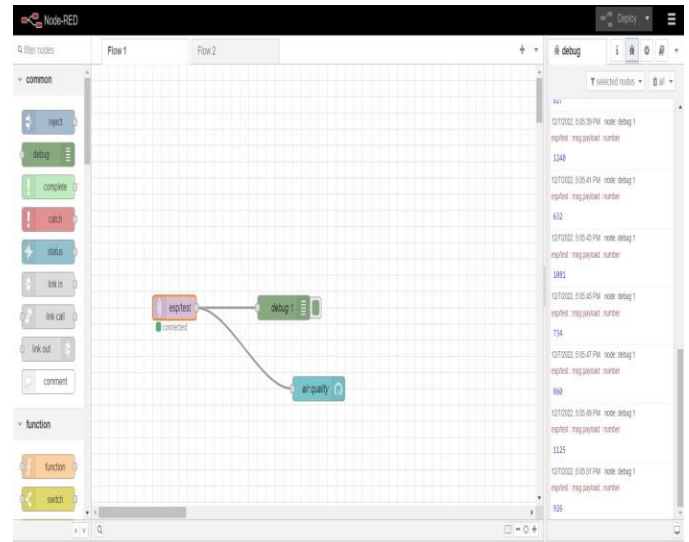 Node-RED
Deploy
filter nodes
Flow 1
Flow 2
debug
i
common
selected nodes
all
inject
debug
complete
catch
status
link in
link call
link out
comment
function
function
switch
esp/test
connected
debug 1
air quality
827
12/7/2022, 5:05:39 PM node: debug 1
esp/test : msg.payload : number
1240
12/7/2022, 5:05:41 PM node: debug 1
esp/test : msg.payload : number
632
12/7/2022, 5:05:43 PM node: debug 1
esp/test : msg.payload : number
1081
12/7/2022, 5:05:45 PM node: debug 1
esp/test : msg.payload : number
734
12/7/2022, 5:05:47 PM node: debug 1
esp/test : msg.payload : number
860
12/7/2022, 5:05:49 PM node: debug 1
esp/test : msg.payload : number
1125
12/7/2022, 5:05:51 PM node: debug 1
esp/test : msg.payload : number
926